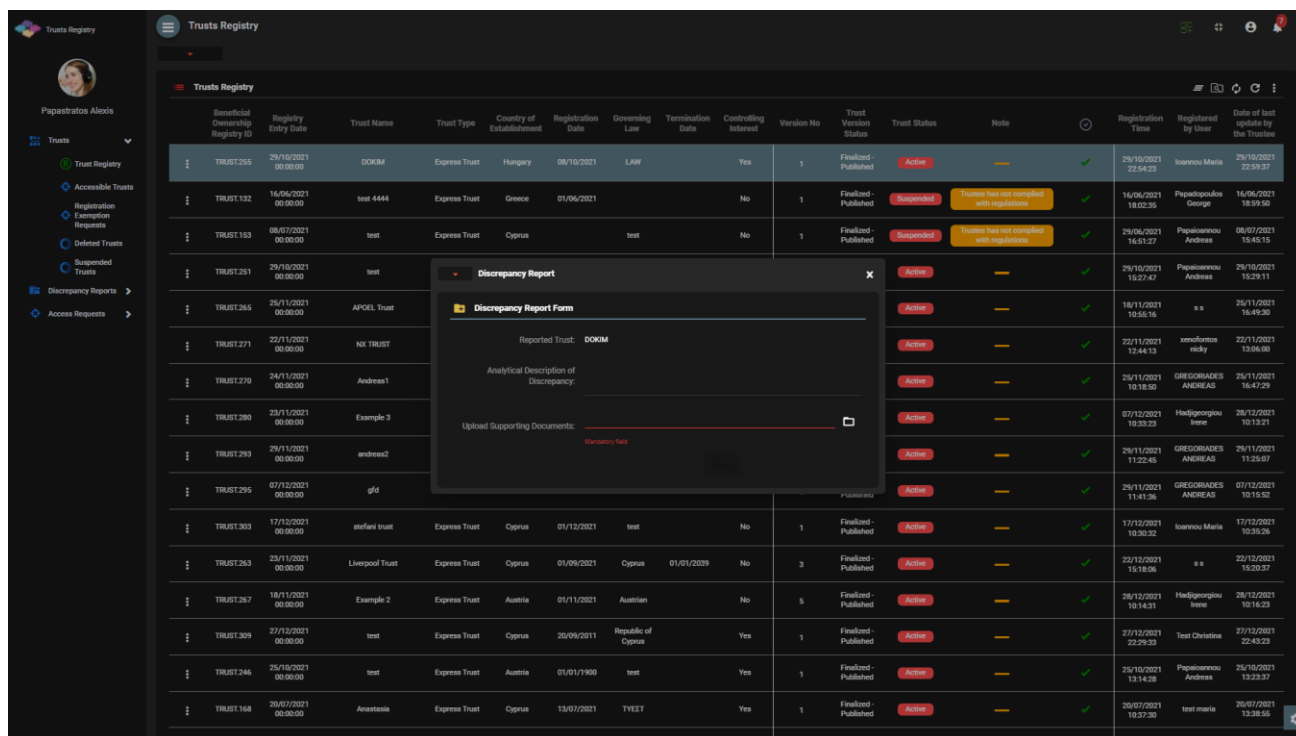 Trusts Registry
Trusts Registry
7
Papastratos Alexis
Trusts
Trust Registry
Accessible Trusts
Registration
Exemption
Requests
Deleted Trusts
Suspended
Trusts
Discrepancy Reports
Access Requests
Trusts Registry
Beneficial Ownership Registry ID Registry Entry Date Trust Name Trust Type Country of Establishment Registration Date Governing Law Termination Date Controlling Interest Version No Trust Version Status Trust Status Note Registration Time Registered by User Date of last update by the Trustee
TRUST.255 29/10/2021 00:00:00 DOKIM Express Trust Hungary 08/10/2021 LAW Yes 1 Finalized - Published Active 29/10/2021 22:54:23 Ioannou Maria 29/10/2021 22:59:37
TRUST.132 16/06/2021 00:00:00 test 4444 Express Trust Greece 01/06/2021 No 1 Finalized - Published Suspended Trustee has not complied with regulations 16/06/2021 18:02:35 Papadopoulos George 16/06/2021 18:59:50
TRUST.153 08/07/2021 00:00:00 test Express Trust Cyprus test No 1 Finalized - Published Suspended Trustee has not complied with regulations 29/06/2021 16:51:27 Papaioannou Andreas 08/07/2021 15:45:15
TRUST.251 29/10/2021 00:00:00 test Active 29/10/2021 15:27:47 Papaioannou Andreas 29/10/2021 15:29:11
TRUST.265 25/11/2021 00:00:00 APOEL Trust Active 18/11/2021 10:55:16 s s 25/11/2021 16:49:30
TRUST.271 22/11/2021 00:00:00 NX TRUST Active 22/11/2021 12:44:13 xenofontos nicky 22/11/2021 13:06:00
TRUST.270 24/11/2021 00:00:00 Andreas1 Active 25/11/2021 10:18:50 GREGORIADES ANDREAS 25/11/2021 16:47:29
TRUST.280 23/11/2021 00:00:00 Example 3 Active 07/12/2021 10:33:23 Hadjigeorgiou Irene 28/12/2021 10:13:21
TRUST.293 29/11/2021 00:00:00 andreas2 Active 29/11/2021 11:22:45 GREGORIADES ANDREAS 29/11/2021 11:25:07
TRUST.295 07/12/2021 00:00:00 gfd Published Active 29/11/2021 11:41:36 GREGORIADES ANDREAS 07/12/2021 10:15:52
TRUST.303 17/12/2021 00:00:00 stefani trust Express Trust Cyprus 01/12/2021 test No 1 Finalized - Published Active 17/12/2021 10:30:32 Ioannou Maria 17/12/2021 10:35:26
TRUST.263 23/11/2021 00:00:00 Liverpool Trust Express Trust Cyprus 01/09/2021 Cyprus 01/01/2039 No 3 Finalized - Published Active 22/12/2021 15:18:06 s s 22/12/2021 15:20:37
TRUST.267 18/11/2021 00:00:00 Example 2 Express Trust Austria 01/11/2021 Austrian No 5 Finalized - Published Active 28/12/2021 10:14:31 Hadjigeorgiou Irene 28/12/2021 10:16:23
TRUST.309 27/12/2021 00:00:00 test Express Trust Cyprus 20/09/2011 Republic of Cyprus Yes 1 Finalized - Published Active 27/12/2021 22:29:33 Test Christina 27/12/2021 22:43:23
TRUST.246 25/10/2021 00:00:00 test Express Trust Austria 01/01/1900 test Yes 1 Finalized - Published Active 25/10/2021 13:14:28 Papaioannou Andreas 25/10/2021 13:23:37
TRUST.168 20/07/2021 00:00:00 Anastasia Express Trust Cyprus 13/07/2021 ΤΥΕΣΤ Yes 1 Finalized - Published Active 20/07/2021 10:37:30 test maria 20/07/2021 13:38:55
Discrepancy Report
Discrepancy Report Form
Reported Trust: DOKIM
Analytical Description of
Discrepancy:
Upload Supporting Documents:
Mandatory field